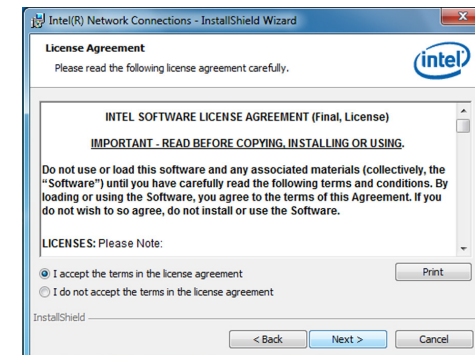 Intel(R) Network Connections - InstallShield Wizard
License Agreement
Please read the following license agreement carefully.
intel
INTEL SOFTWARE LICENSE AGREEMENT (Final, License)
IMPORTANT - READ BEFORE COPYING, INSTALLING OR USING.
Do not use or load this software and any associated materials (collectively, the
“Software”) until you have carefully read the following terms and conditions. By
loading or using the Software, you agree to the terms of this Agreement. If you
do not wish to so agree, do not install or use the Software.
LICENSES: Please Note:
I accept the terms in the license agreement
Print
I do not accept the terms in the license agreement
InstallShield
< Back
Next >
Cancel